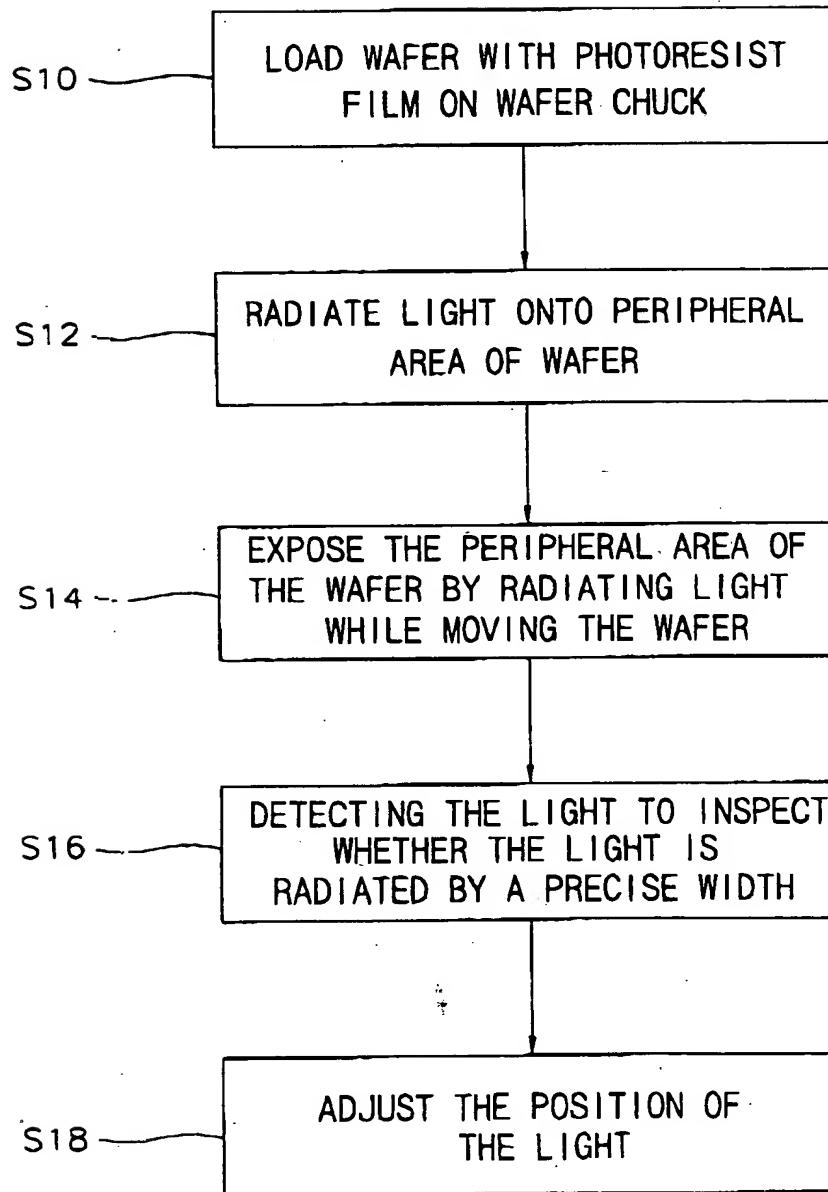 S10
LOAD WAFER WITH PHOTORESIST
FILM ON WAFER CHUCK
S12
RADIATE LIGHT ONTO PERIPHERAL
AREA OF WAFER
S14
EXPOSE THE PERIPHERAL AREA OF
THE WAFER BY RADIATING LIGHT
WHILE MOVING THE WAFER
S16
DETECTING THE LIGHT TO INSPECT
WHETHER THE LIGHT IS
RADIATED BY A PRECISE WIDTH
S18
ADJUST THE POSITION OF
THE LIGHT